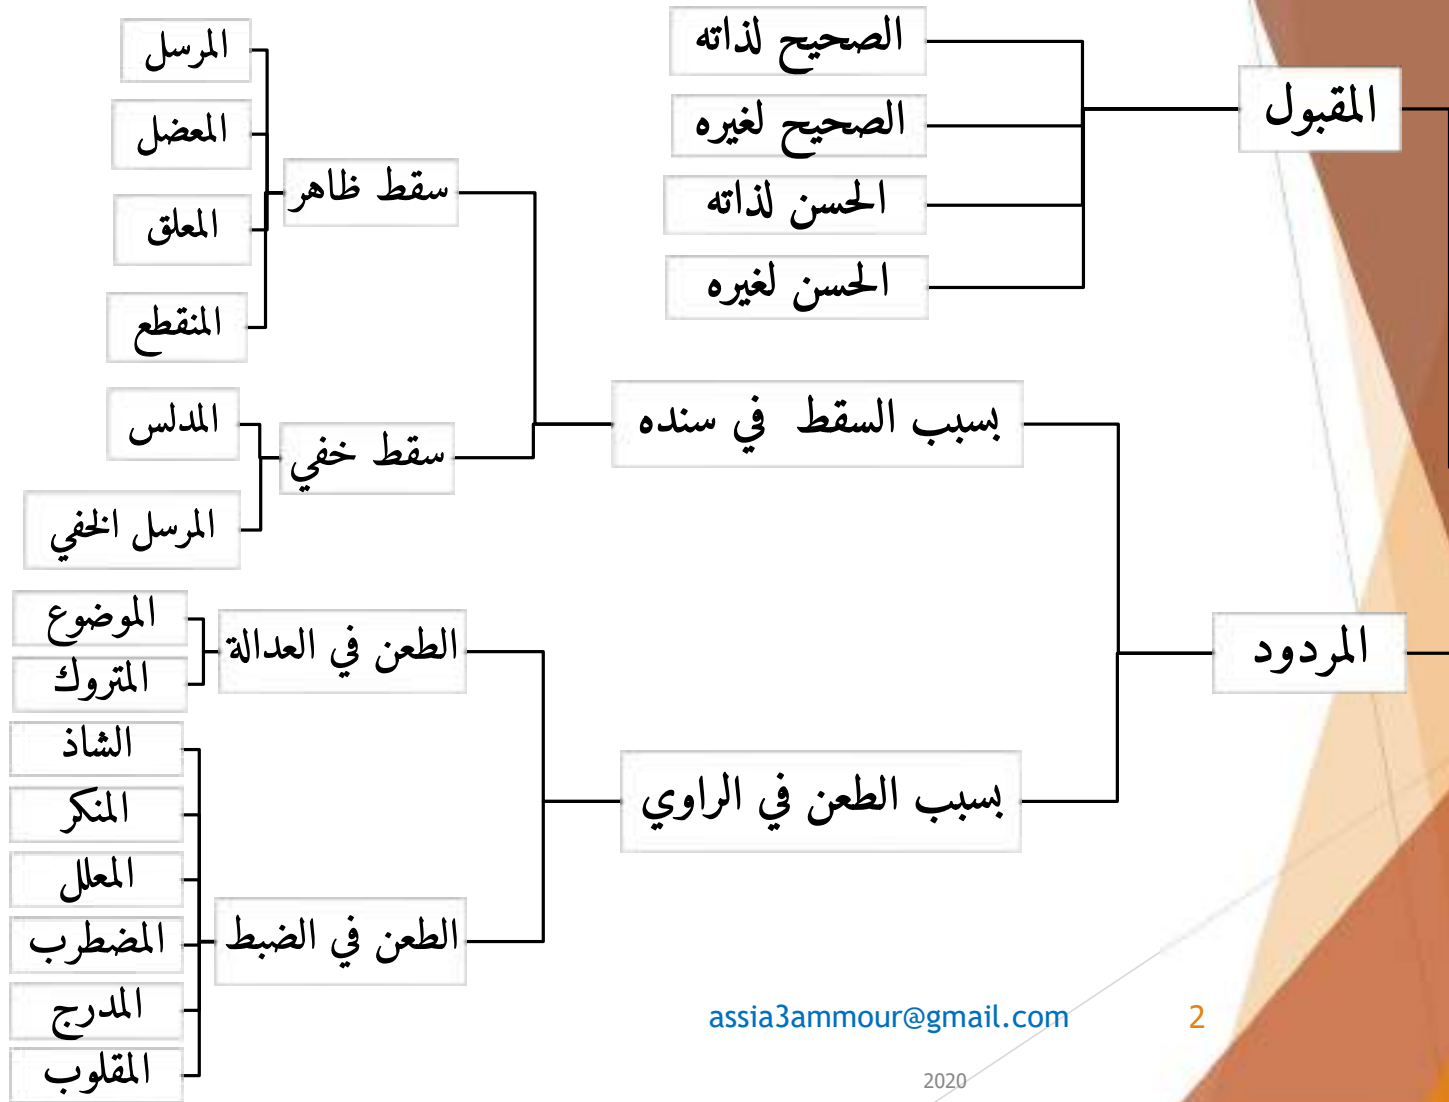 المقبول
الصحيح لذاته
الصحيح لغيره
الحسن لذاته
الحسن لغيره
المردود
بسبب السقط في سنده
سقط ظاهر
المرسل
المعضل
المعلق
المنقطع
سقط خفي
المدلس
المرسل الخفي
بسبب الطعن في الراوي
الطعن في العدالة
الموضوع
المتروك
الطعن في الضبط
الشاذ
المنكر
المعلل
المضطرب
المدرج
المقلوب
assia3ammour@gmail.com
2
2020